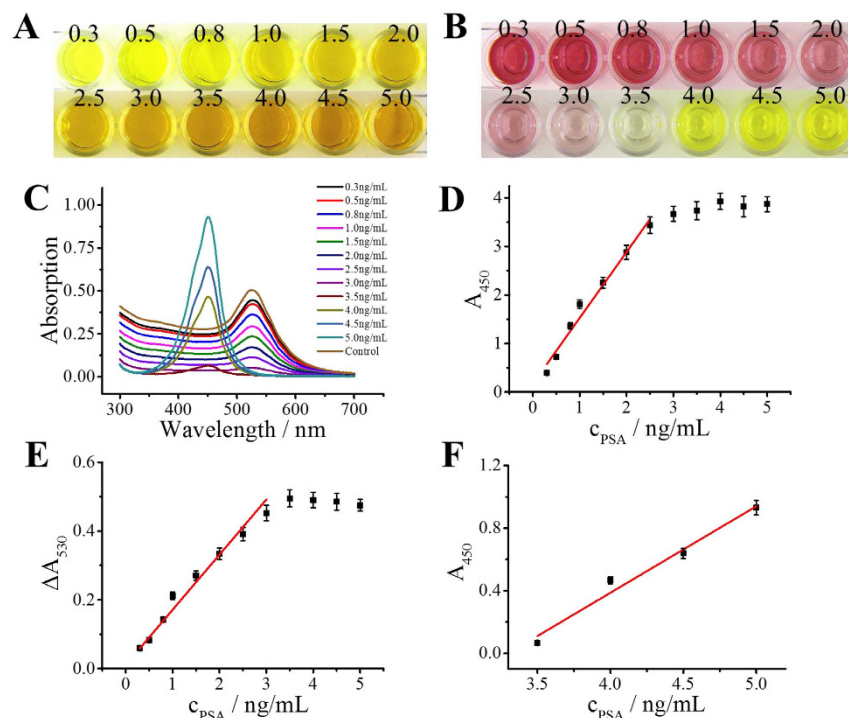 A
0.3 0.5 0.8 1.0 1.5 2.0
2.5 3.0 3.5 4.0 4.5 5.0
B
0.3 0.5 0.8 1.0 1.5 2.0
2.5 3.0 3.5 4.0 4.5 5.0
C
1.00
0.75
0.50
0.25
0.00
Absorption
300 400 500 600 700
Wavelength / nm
0.3ng/mL
0.5ng/mL
0.8ng/mL
1.0ng/mL
1.5ng/mL
2.0ng/mL
2.5ng/mL
3.0ng/mL
3.5ng/mL
4.0ng/mL
4.5ng/mL
5.0ng/mL
Control
D
4
3
2
1
4
A450
0 1 2 3 4 5
cPSA / ng/mL
E
0.6
0.4
0.2
0.0
ΔA530
0 1 2 3 4 5
cPSA / ng/mL
F
1.2
0.8
0.4
0.0
A450
3.5 4.0 4.5 5.0
cPSA / ng/mL